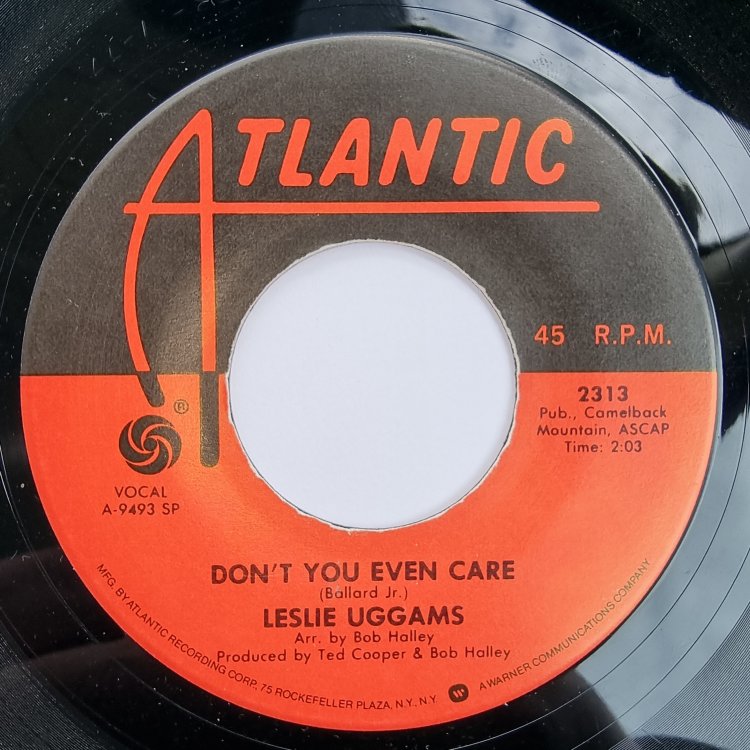 ATLANTIC
45 R.P.M.
®
2313
Pub., Camelback
Mountain, ASCAP
Time: 2:03
VOCAL
A-9493 SP
DON'T YOU EVEN CARE
(Ballard Jr.)
LESLIE UGGAMS
Arr. by Bob Halley
Produced by Ted Cooper & Bob Halley
MFG. BY ATLANTIC RECORDING CORP., 75 ROCKEFELLER PLAZA, N.Y., N.Y. W A WARNER COMMUNICATIONS COMPANY